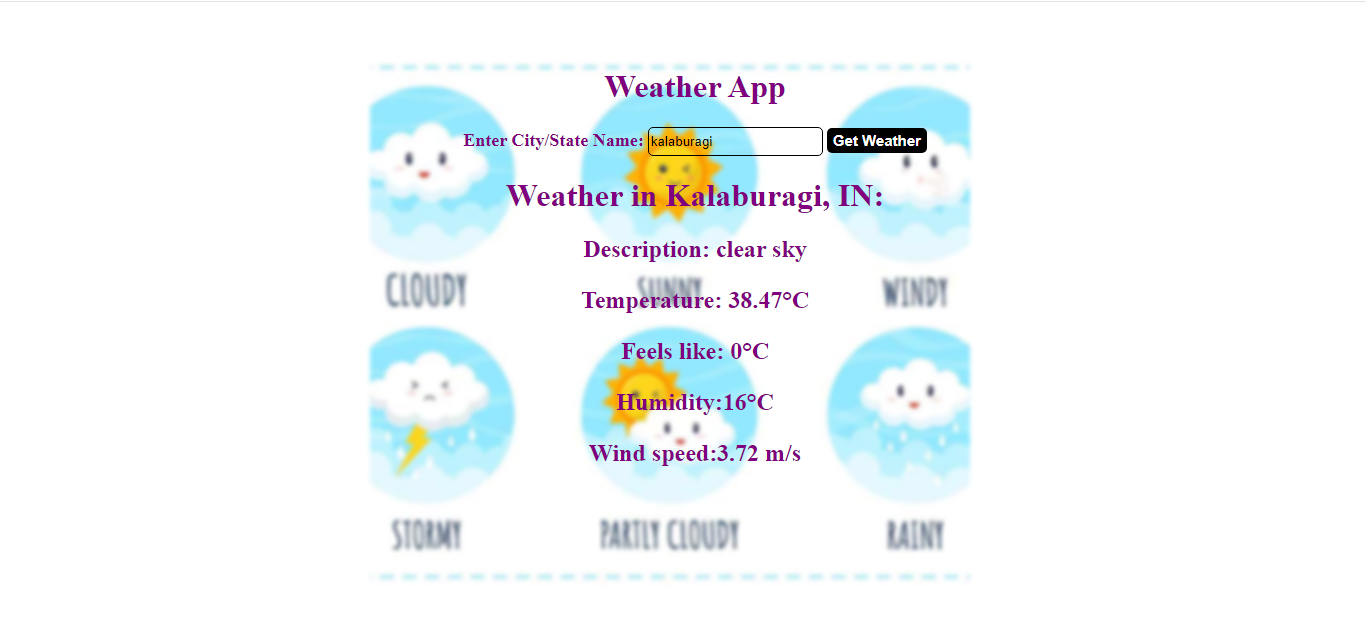 Weather App
Enter City/State Name: kalaburagi Get Weather
Weather in Kalaburagi, IN:
Description: clear sky
CLOUDY SUNNY WINDY
Temperature: 38.47°C
Feels like: 0°C
Humidity:16°C
Wind speed:3.72 m/s
STORMY PARTLY CLOUDY RAINY